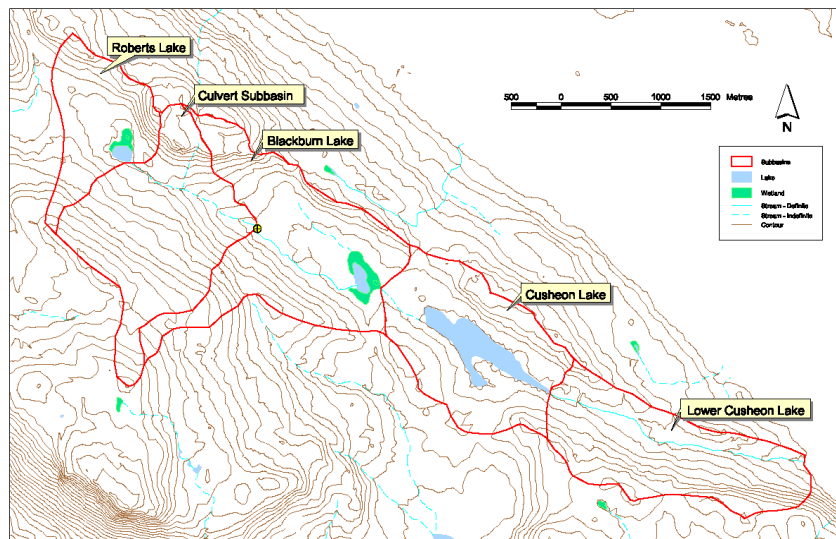 Roberts Lake
Culvert Subbasin
Blackburn Lake
500 0 500 1000 1500 Metres
N
Subbasins
Lake
Wetland
Stream - Definite
Stream - Indefinite
Contour
Cusheon Lake
Lower Cusheon Lake